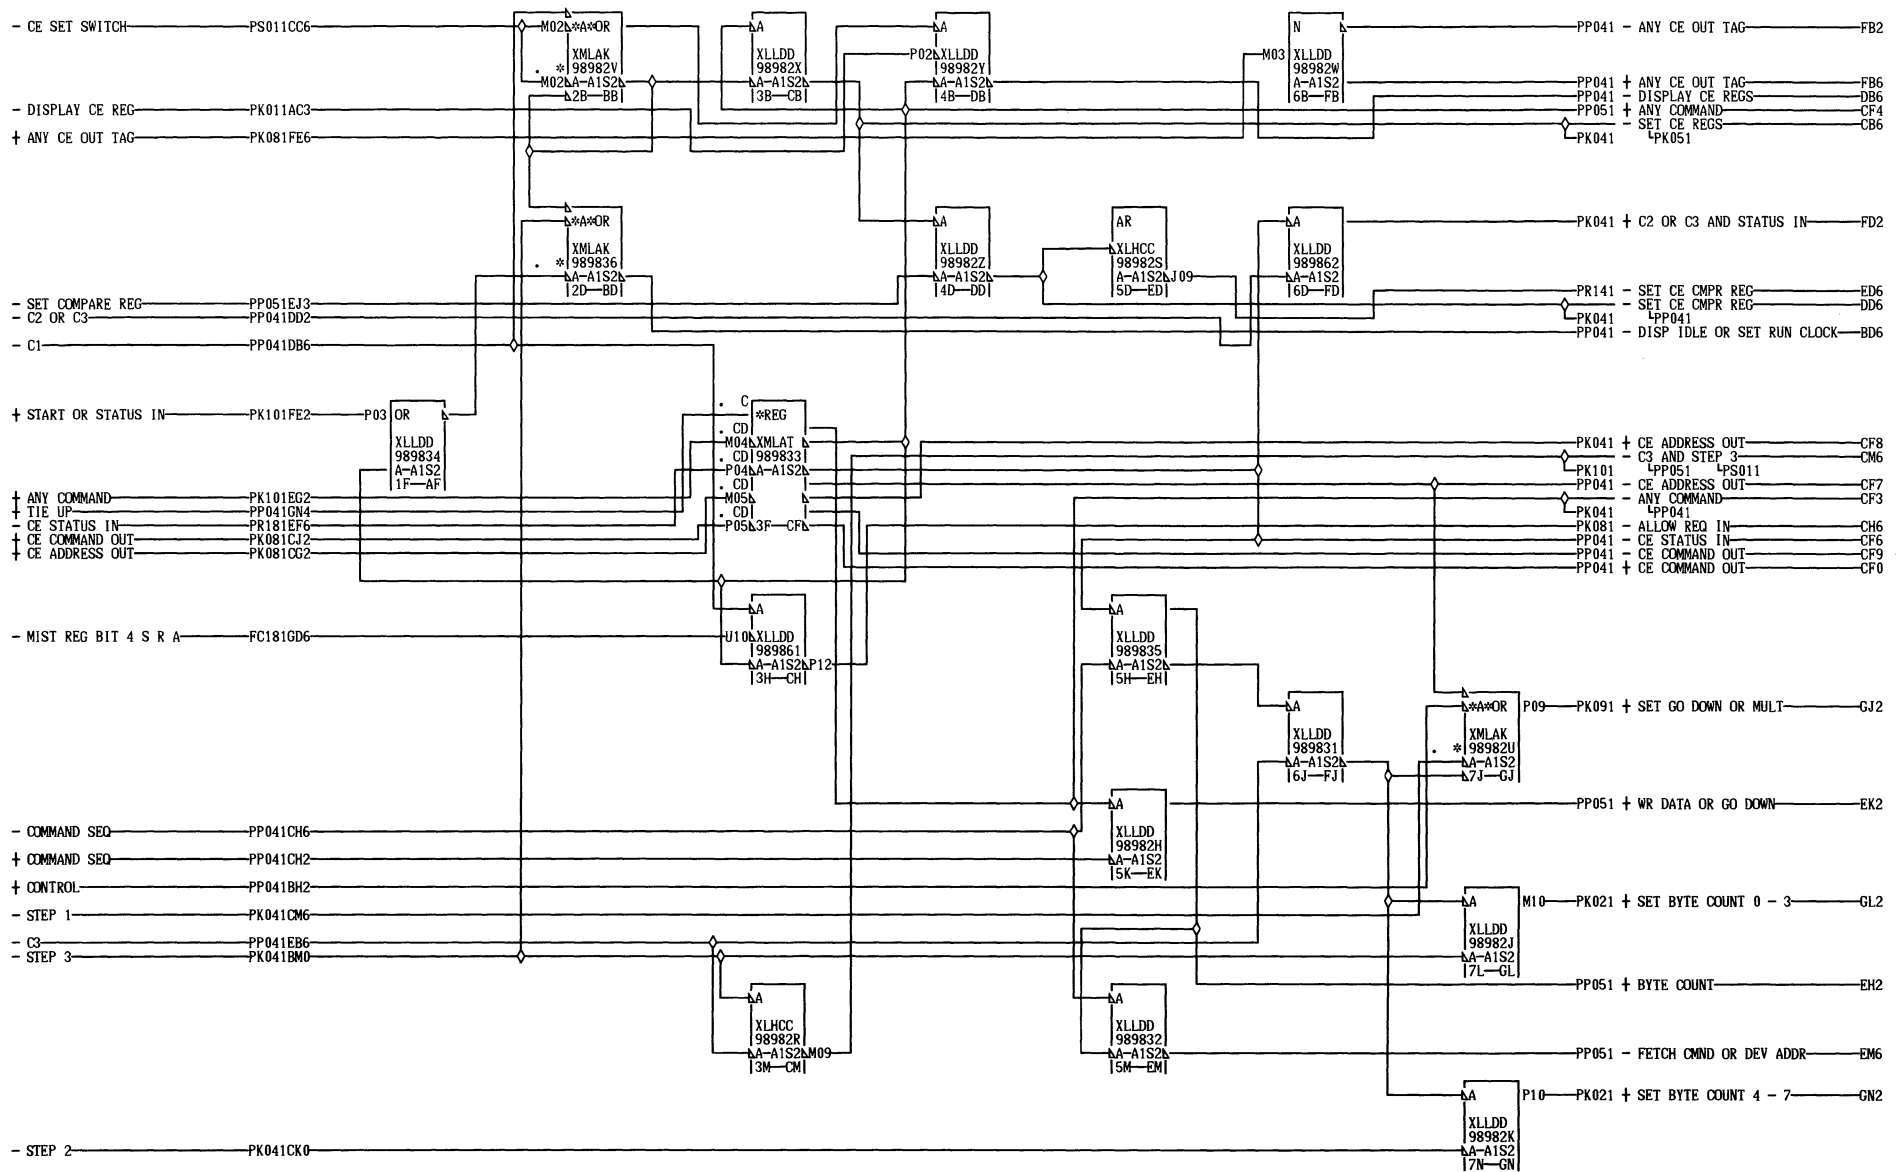 - CE SET SWITCH PS011CC6
- DISPLAY CE REG PK011AC3
+ ANY CE OUT TAG PK081FE6
M02 *A*OR
XMLAK
98982V
* M02 A-A1S2
2B BB
A
XLLDD
98982X
A-A1S2
3B CB
A
P02 XLLDD
98982Y
A-A1S2
4B DB
N
M03 XLLDD
98982W
A-A1S2
6B FB
PP041 - ANY CE OUT TAG FB2
PP041 + ANY CE OUT TAG FB6
PP041 - DISPLAY CE REGS DB6
PP051 + ANY COMMAND CF4
- SET CE REGS CB6
PK041 PK051
*A*OR
XMLAK
989836
* A-A1S2
2D BD
A
XLLDD
98982Z
A-A1S2
4D DD
AR
XLHCC
98982S
A-A1S2 J09
5D ED
A
XLLDD
989862
A-A1S2
6D FD
PK041 + C2 OR C3 AND STATUS IN FD2
- SET COMPARE REG PP051EJ3
- C2 OR C3 PP041DD2
- C1 PP041DB6
PR141 - SET CE CMPR REG ED6
- SET CE CMPR REG DD6
PK041 PP041
PP041 - DISP IDLE OR SET RUN CLOCK BD6
+ START OR STATUS IN PK101FE2 P03 OR
XLLDD
989834
A-A1S2
1F AF
C *REG
CD
M04 XMLAT
CD 989833
P04 A-A1S2
CD
M05
CD
P05 3F CF
+ ANY COMMAND PK101EG2
+ TIE UP PP041GN4
- CE STATUS IN PR181EF6
+ CE COMMAND OUT PK081CJ2
+ CE ADDRESS OUT PK081CG2
PK041 + CE ADDRESS OUT CF8
- C3 AND STEP 3 CM6
PK101 PP051 PS011
PP041 - CE ADDRESS OUT CF7
- ANY COMMAND CF3
PK041 PP041
PK081 - ALLOW REQ IN CH6
PP041 - CE STATUS IN CF6
PP041 - CE COMMAND OUT CF9
PP041 + CE COMMAND OUT CF0
- MIST REG BIT 4 S R A FC181GD6
A
U10 XLLDD
989861
A-A1S2 P12
3H CH
A
XLLDD
989835
A-A1S2
5H EH
A
XLLDD
989831
A-A1S2
6J FJ
*A*OR P09 PK091 + SET GO DOWN OR MULT GJ2
XMLAK
* 98982U
A-A1S2
7J GJ
A
XLLDD
98982H
A-A1S2
5K EK
PP051 + WR DATA OR GO DOWN EK2
- COMMAND SEQ PP041CH6
+ COMMAND SEQ PP041CH2
+ CONTROL PP041BH2
- STEP 1 PK041CM6
- C3 PP041EB6
- STEP 3 PK041BM0
A M10 PK021 + SET BYTE COUNT 0 - 3 GL2
XLLDD
98982J
A-A1S2
7L GL
PP051 + BYTE COUNT EH2
A
XLHCC
98982R
A-A1S2 M09
3M CM
A
XLLDD
989832
A-A1S2
5M EM
PP051 - FETCH CMND OR DEV ADDR EM6
A P10 PK021 + SET BYTE COUNT 4 - 7 GN2
XLLDD
98982K
A-A1S2
7N GN
- STEP 2 PK041CK0